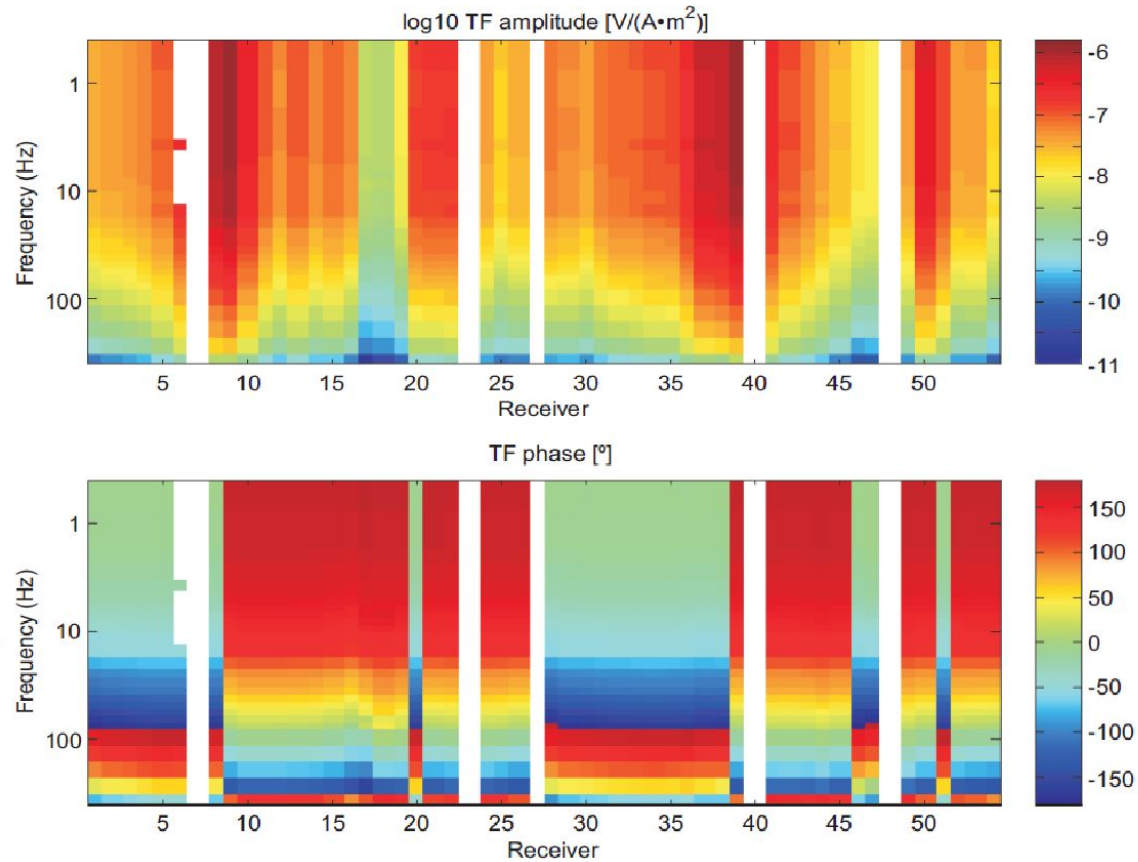 log10 TF amplitude [V/(A•m²)]
Frequency (Hz)
1
10
100
5 10 15 20 25 30 35 40 45 50
Receiver
-6
-7
-8
-9
-10
-11
TF phase [º]
Frequency (Hz)
1
10
100
5 10 15 20 25 30 35 40 45 50
Receiver
150
100
50
0
-50
-100
-150